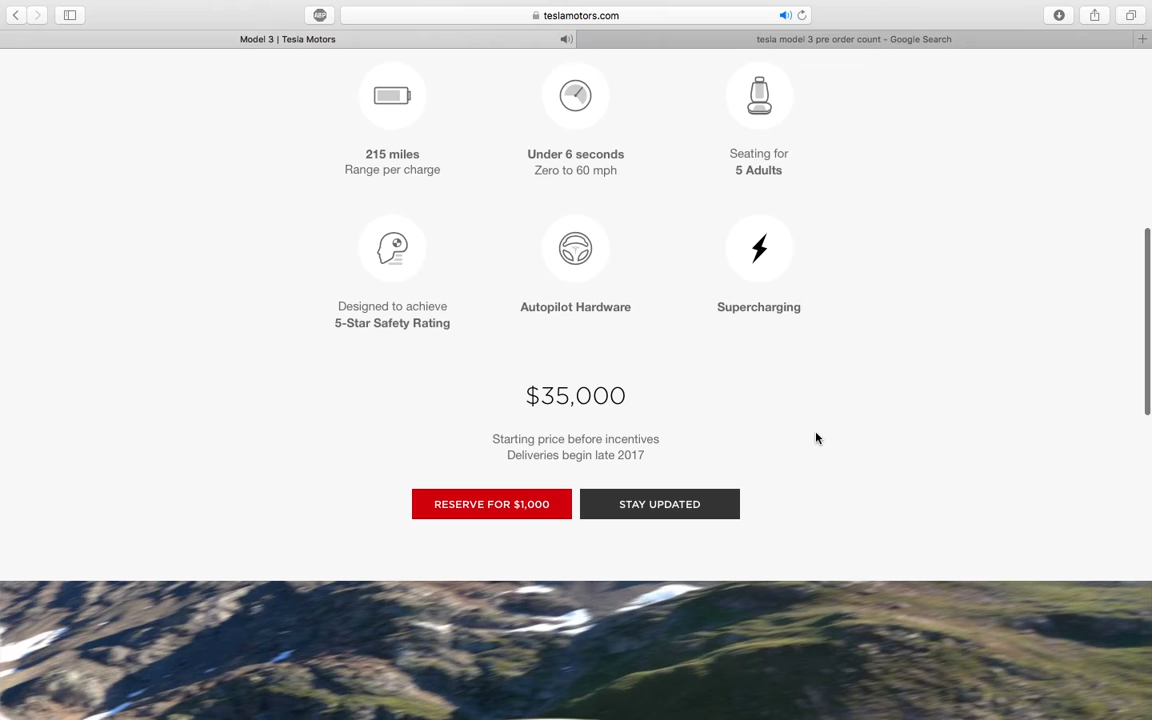 teslamotors.com
Model 3 | Tesla Motors
tesla model 3 pre order count - Google Search
215 miles
Range per charge
Under 6 seconds
Zero to 60 mph
Seating for
5 Adults
Designed to achieve
5-Star Safety Rating
Autopilot Hardware
Supercharging
$35,000
Starting price before incentives
Deliveries begin late 2017
RESERVE FOR $1,000
STAY UPDATED